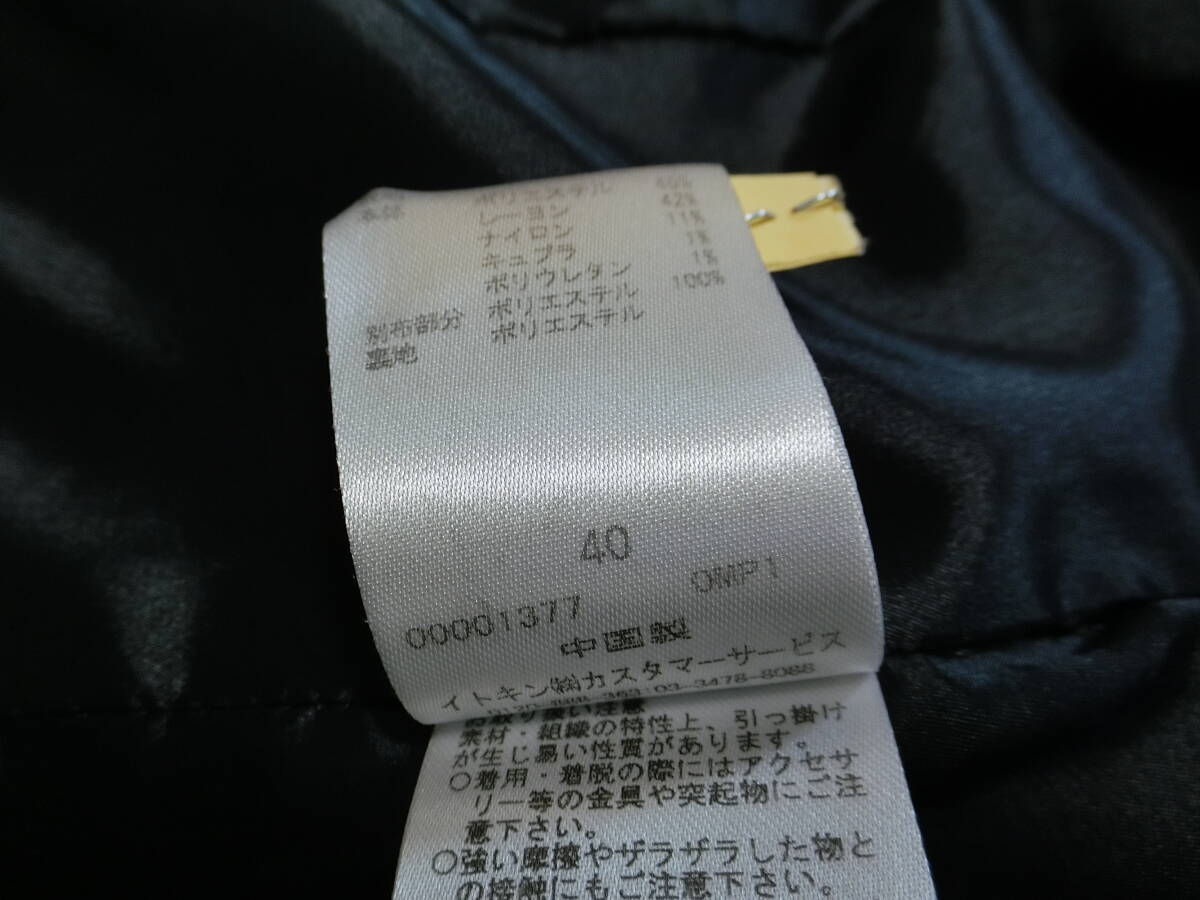 ポリエステル
レーヨン 42%
ナイロン 11%
キュプラ 1%
ポリウレタン 1%
別布部分 ポリエステル 100%
裏地 ポリエステル
40
00001377 OMP1
中国製
イトキン㈱カスタマーサービス
03-3478-8088
お取り扱い注意
素材・組織の特性上、引っ掛け
が生じ易い性質があります。
○着用・着脱の際にはアクセサ
リー等の金具や突起物にご注
意下さい。
○強い摩擦やザラザラした物と
の接触にもご注意下さい。